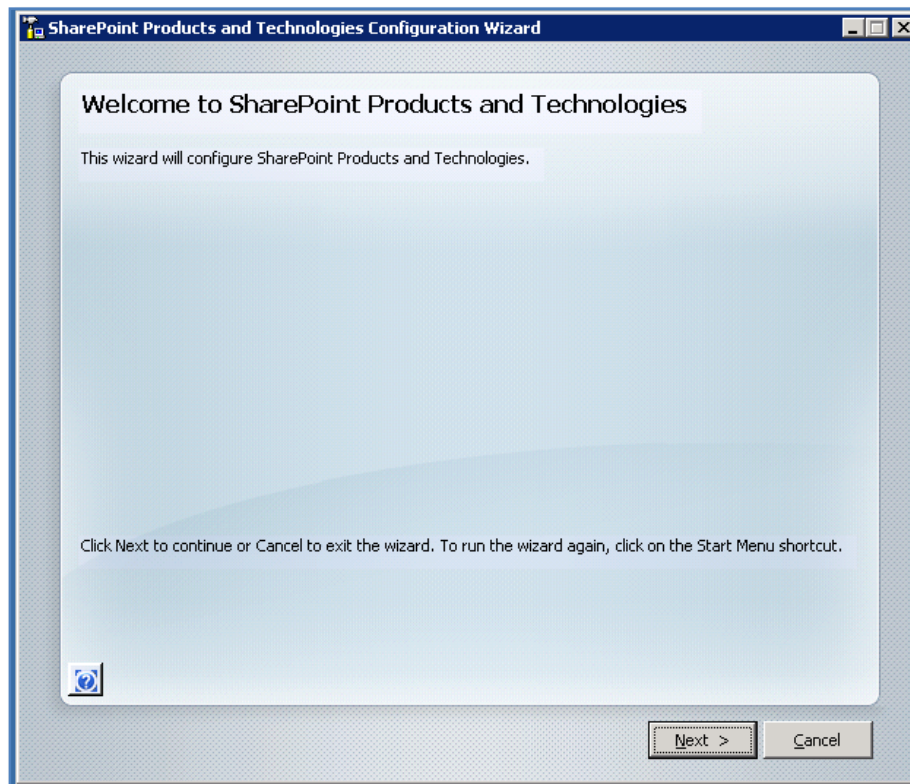 SharePoint Products and Technologies Configuration Wizard
Welcome to SharePoint Products and Technologies
This wizard will configure SharePoint Products and Technologies.
Click Next to continue or Cancel to exit the wizard. To run the wizard again, click on the Start Menu shortcut.
Next > Cancel